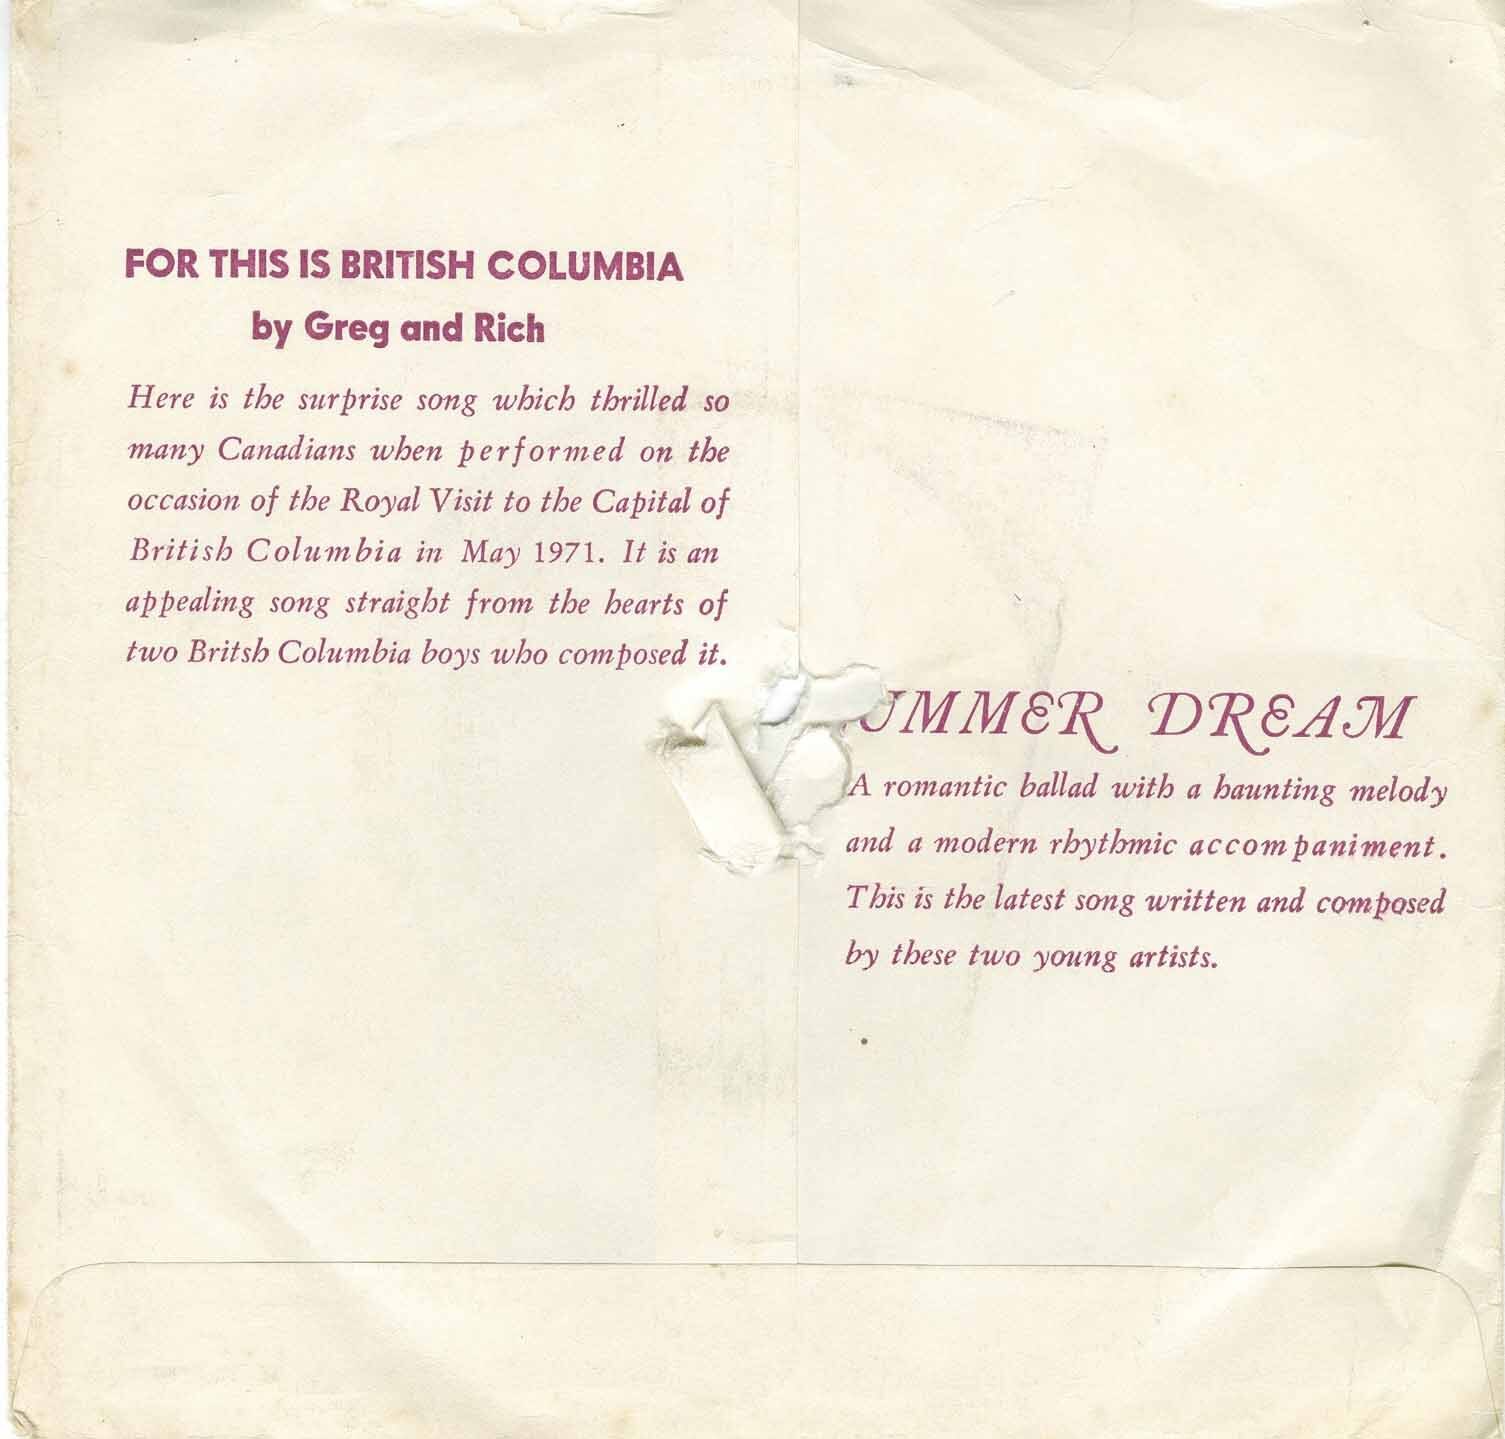 FOR THIS IS BRITISH COLUMBIA
by Greg and Rich
Here is the surprise song which thrilled so
many Canadians when performed on the
occasion of the Royal Visit to the Capital of
British Columbia in May 1971. It is an
appealing song straight from the hearts of
two Britsh Columbia boys who composed it.
UMMER DREAM
A romantic ballad with a haunting melody
and a modern rhythmic accompaniment.
This is the latest song written and composed
by these two young artists.